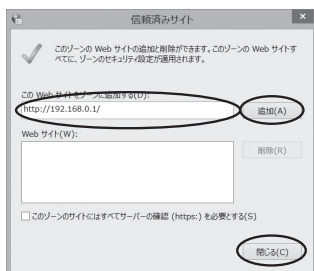 信頼済みサイト
このゾーンの Web サイトの追加と削除ができます。このゾーンの Web サイトす
べてに、ゾーンのセキュリティ設定が適用されます。
この Web サイトをゾーンに追加する(D):
http://192.168.0.1/
追加(A)
Web サイト(W):
削除(R)
このゾーンのサイトにはすべてサーバーの確認 (https:) を必要とする(S)
閉じる(C)